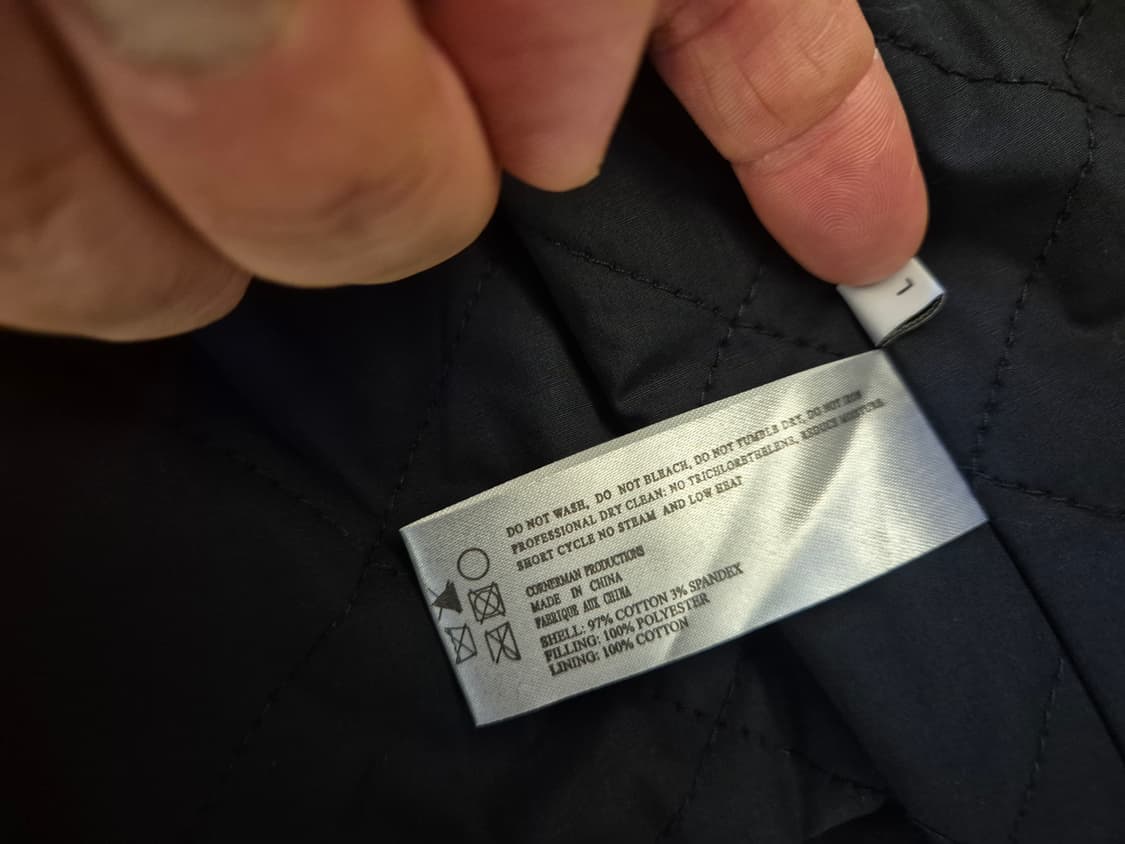 L
DO NOT WASH, DO NOT BLEACH, DO NOT TUMBLE DRY, DO NOT IRON
PROFESSIONAL DRY CLEAN: NO TRICHLORETHELENE, REDUCE MOISTURE
SHORT CYCLE NO STEAM AND LOW HEAT
CORNERMAN PRODUCTIONS
MADE IN CHINA
FABRIQUE AUX CHINA
SHELL: 97% COTTON 3% SPANDEX
FILLING: 100% POLYESTER
LINING: 100% COTTON